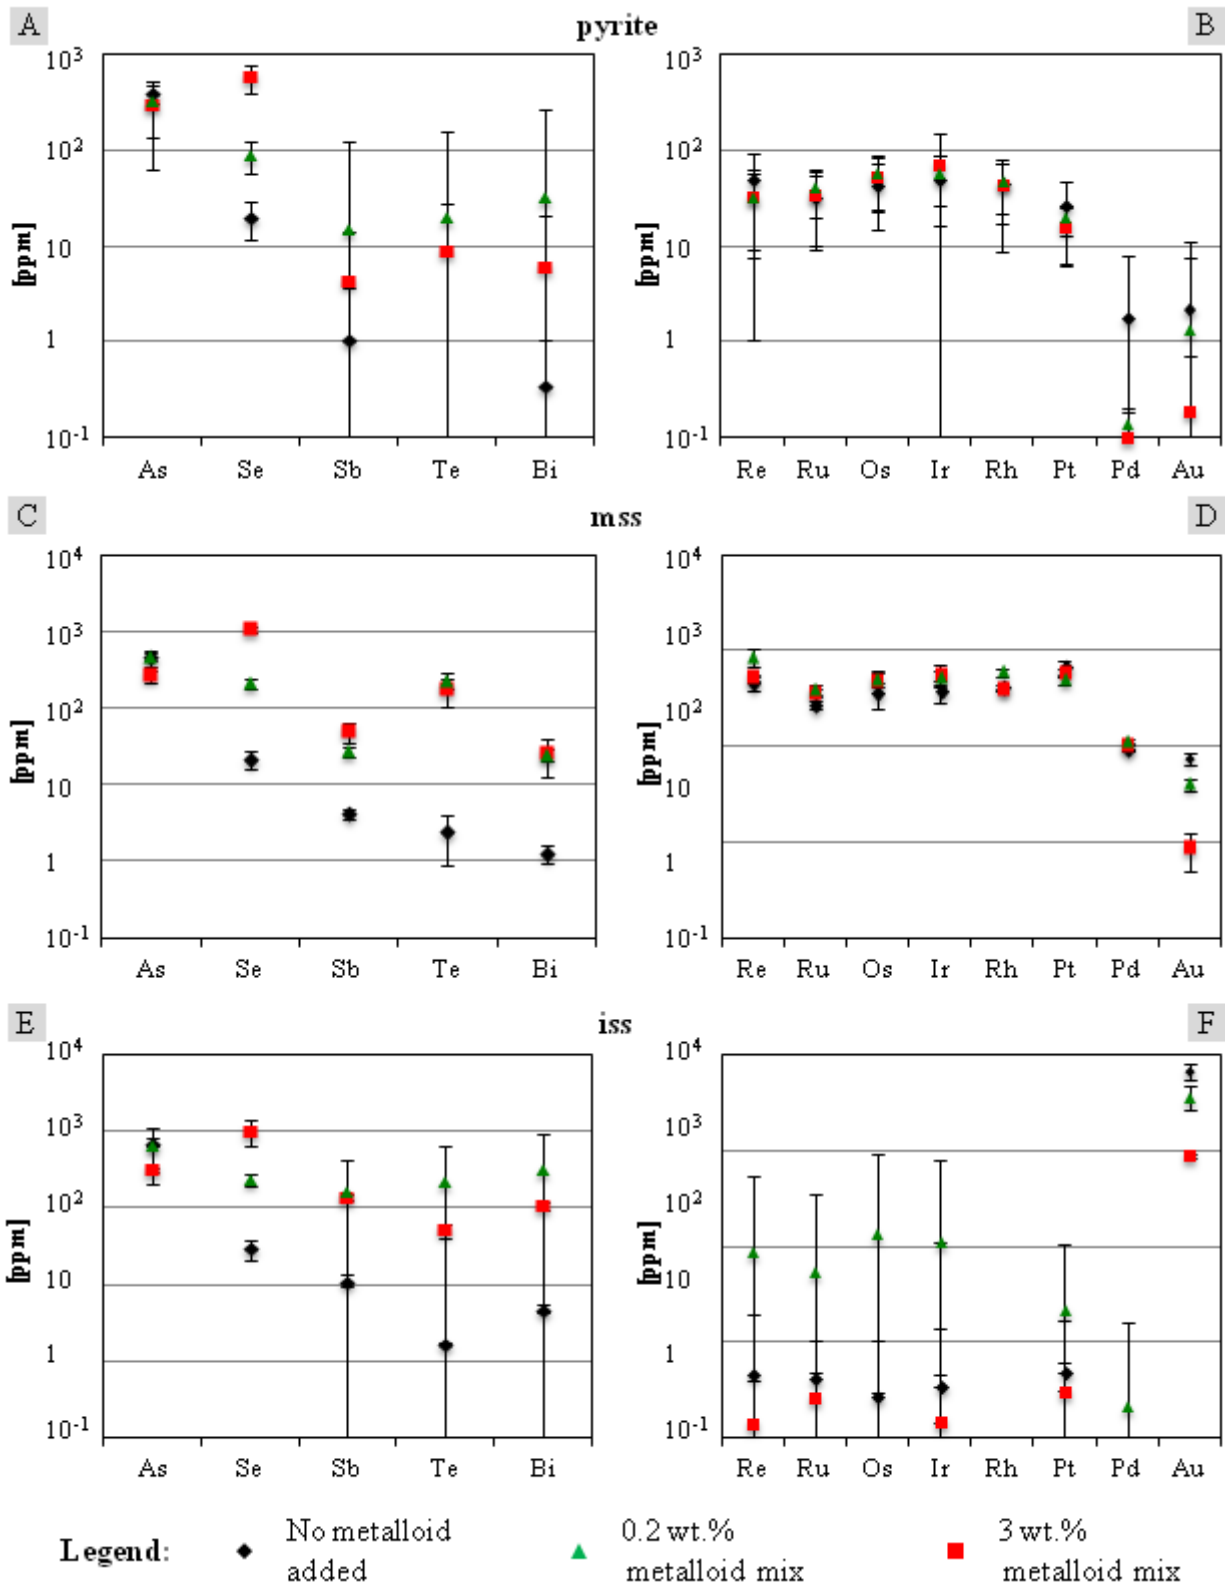 A pyrite B
10³ 10³
10² 10²
10 10
1 1
10⁻¹ 10⁻¹
[ppm] [ppm]
As Se Sb Te Bi Re Ru Os Ir Rh Pt Pd Au
C mss D
10⁴ 10⁴
10³ 10³
10² 10²
10 10
1 1
10⁻¹ 10⁻¹
[ppm] [ppm]
As Se Sb Te Bi Re Ru Os Ir Rh Pt Pd Au
E iss F
10⁴ 10⁴
10³ 10³
10² 10²
10 10
1 1
10⁻¹ 10⁻¹
[ppm] [ppm]
As Se Sb Te Bi Re Ru Os Ir Rh Pt Pd Au
Legend: No metalloid added 0.2 wt.% metalloid mix 3 wt.% metalloid mix